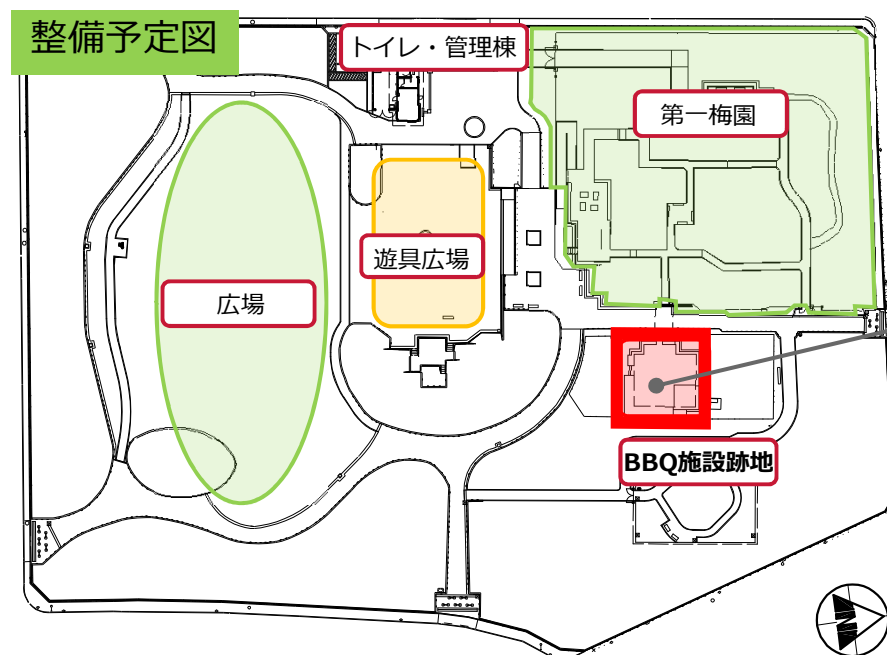 整備予定図
トイレ・管理棟
第一梅園
遊具広場
広場
BBQ施設跡地
N